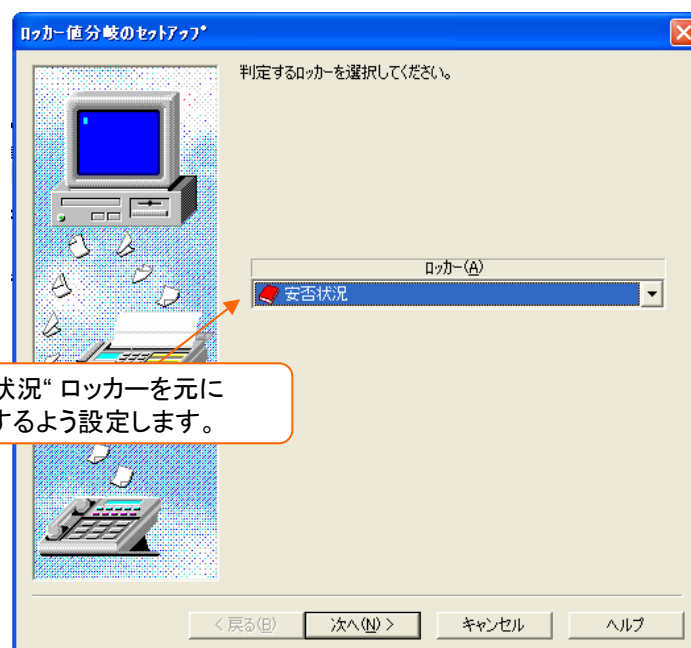 ロッカー値分岐のセットアップ
判定するロッカーを選択してください。
ロッカー(A)
安否状況
状況“ ロッカーを元に
するよう設定します。
< 戻る(B)
次へ(N) >
キャンセル
ヘルプ